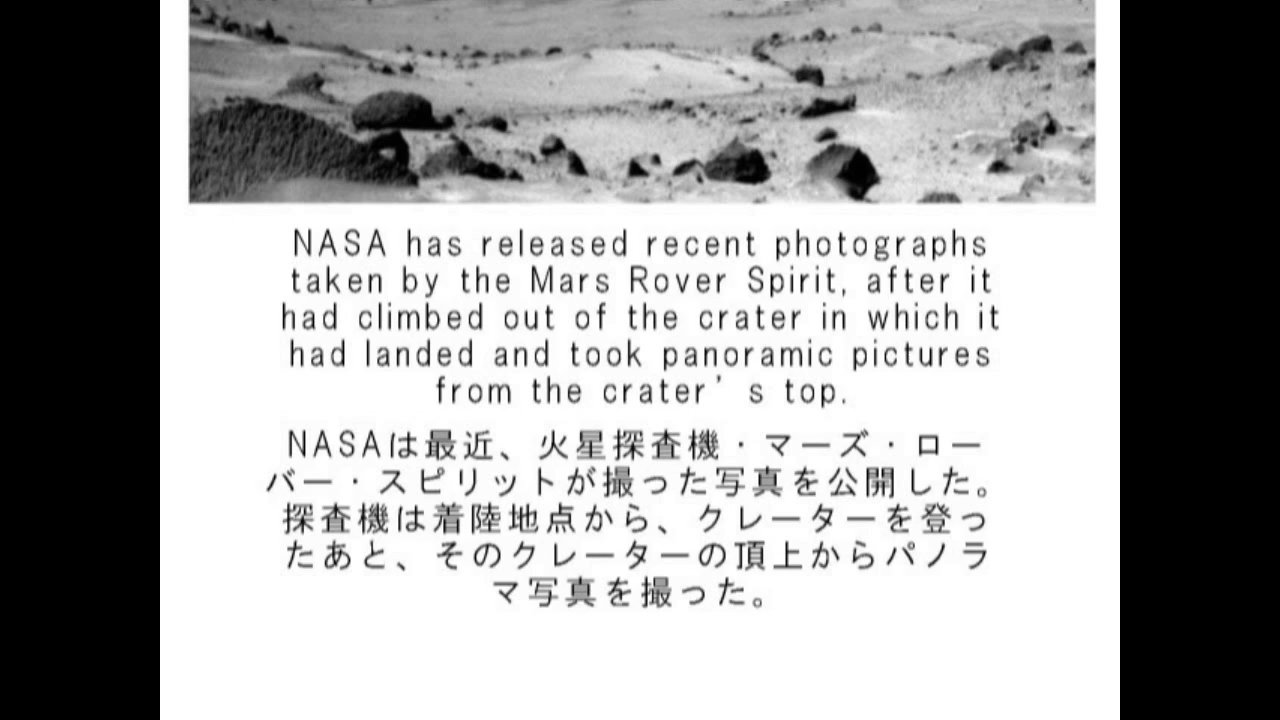 NASA has released recent photographs
taken by the Mars Rover Spirit, after it
had climbed out of the crater in which it
had landed and took panoramic pictures
from the crater’s top.
NASAは最近、火星探査機・マーズ・ロー
バー・スピリットが撮った写真を公開した。
探査機は着陸地点から、クレーターを登っ
たあと、そのクレーターの頂上からパノラ
マ写真を撮った。